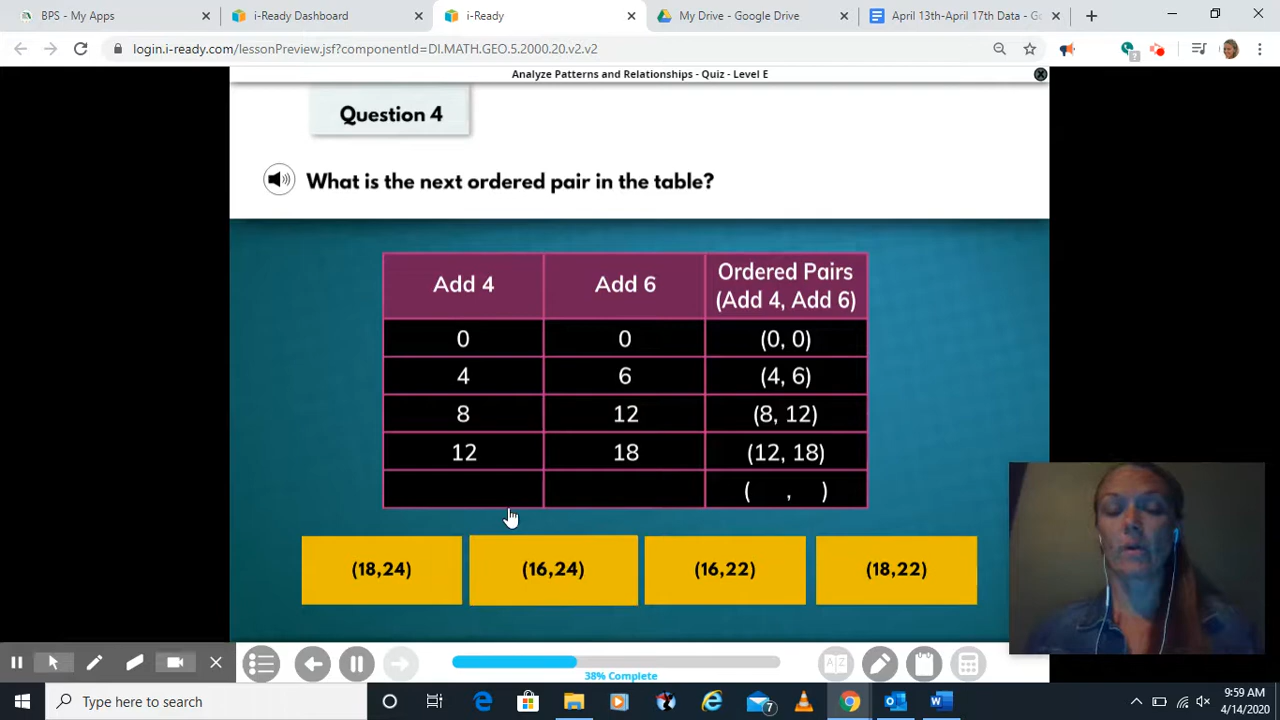 BPS - My Apps
i-Ready Dashboard
i-Ready
My Drive - Google Drive
April 13th-April 17th Data - Go
login.i-ready.com/lessonPreview.jsf?componentId=DI.MATH.GEO.5.2000.20.v2.v2
Analyze Patterns and Relationships - Quiz - Level E
Question 4
What is the next ordered pair in the table?
Add 4 Add 6 Ordered Pairs
(Add 4, Add 6)
0 0 (0, 0)
4 6 (4, 6)
8 12 (8, 12)
12 18 (12, 18)
( , )
(18,24) (16,24) (16,22) (18,22)
38% Complete
A Z
Type here to search
7
9:59 AM
4/14/2020